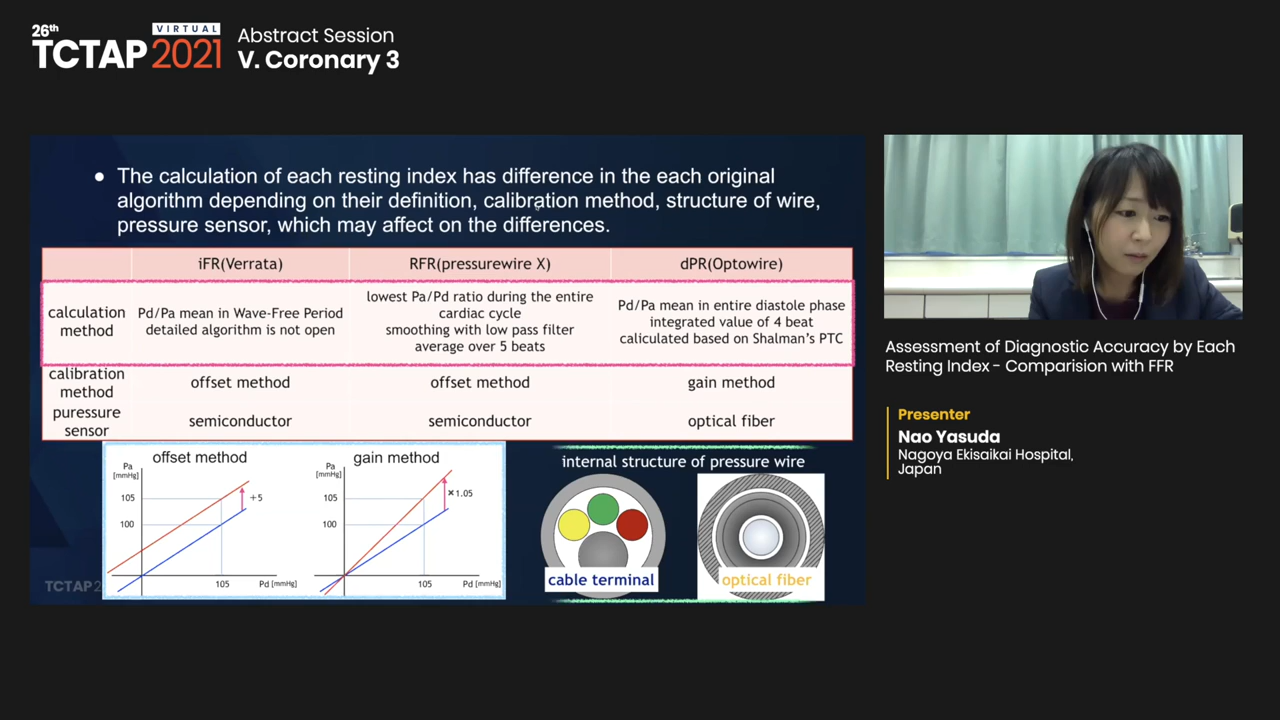 26th
VIRTUAL
TCTAP 2021
Abstract Session
V. Coronary 3
● The calculation of each resting index has difference in the each original
algorithm depending on their definition, calibration method, structure of wire,
pressure sensor, which may affect on the differences.
iFR(Verrata)
RFR(pressurewire X)
dPR(Optowire)
calculation
method
Pd/Pa mean in Wave-Free Period
detailed algorithm is not open
lowest Pa/Pd ratio during the entire
cardiac cycle
smoothing with low pass filter
average over 5 beats
Pd/Pa mean in entire diastole phase
integrated value of 4 beat
caliculated based on Shalman's PTC
calibration
method
offset method
offset method
gain method
puressure
sensor
semiconductor
semiconductor
optical fiber
offset method
Pa
[mmHg]
105
100
+5
105
Pd [mmHg]
gain method
Pa
[mmHg]
105
100
×1.05
105
Pd [mmHg]
internal structure of pressure wire
cable terminal
optical fiber
TCTAP2
Assessment of Diagnostic Accuracy by Each
Resting Index - Comparision with FFR
Presenter
Nao Yasuda
Nagoya Ekisaikai Hospital,
Japan